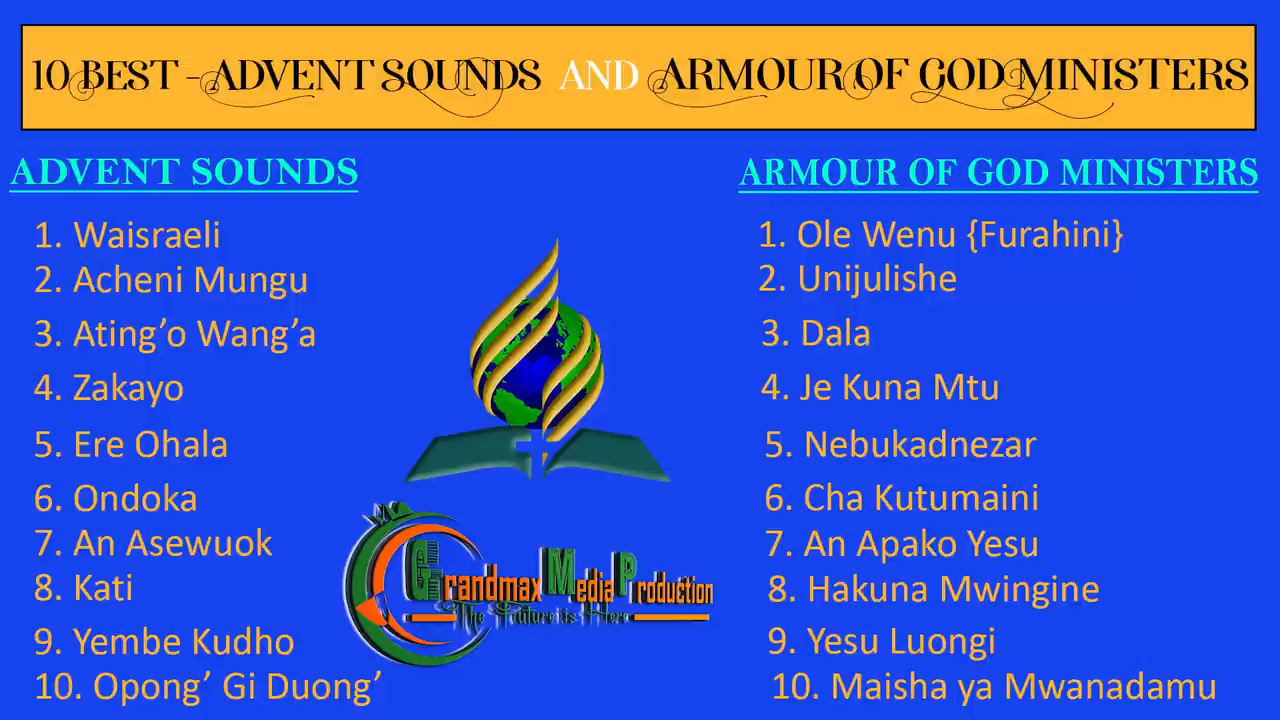 10 BEST - ADVENT SOUNDS AND ARMOUR OF GOD MINISTERS
ADVENT SOUNDS
1. Waisraeli
2. Acheni Mungu
3. Ating’o Wang’a
4. Zakayo
5. Ere Ohala
6. Ondoka
7. An Asewuok
8. Kati
9. Yembe Kudho
10. Opong’ Gi Duong’
ARMOUR OF GOD MINISTERS
1. Ole Wenu {Furahini}
2. Unijulishe
3. Dala
4. Je Kuna Mtu
5. Nebukadnezar
6. Cha Kutumaini
7. An Apako Yesu
8. Hakuna Mwingine
9. Yesu Luongi
10. Maisha ya Mwanadamu
Grandmax Media Production
The Future is Here